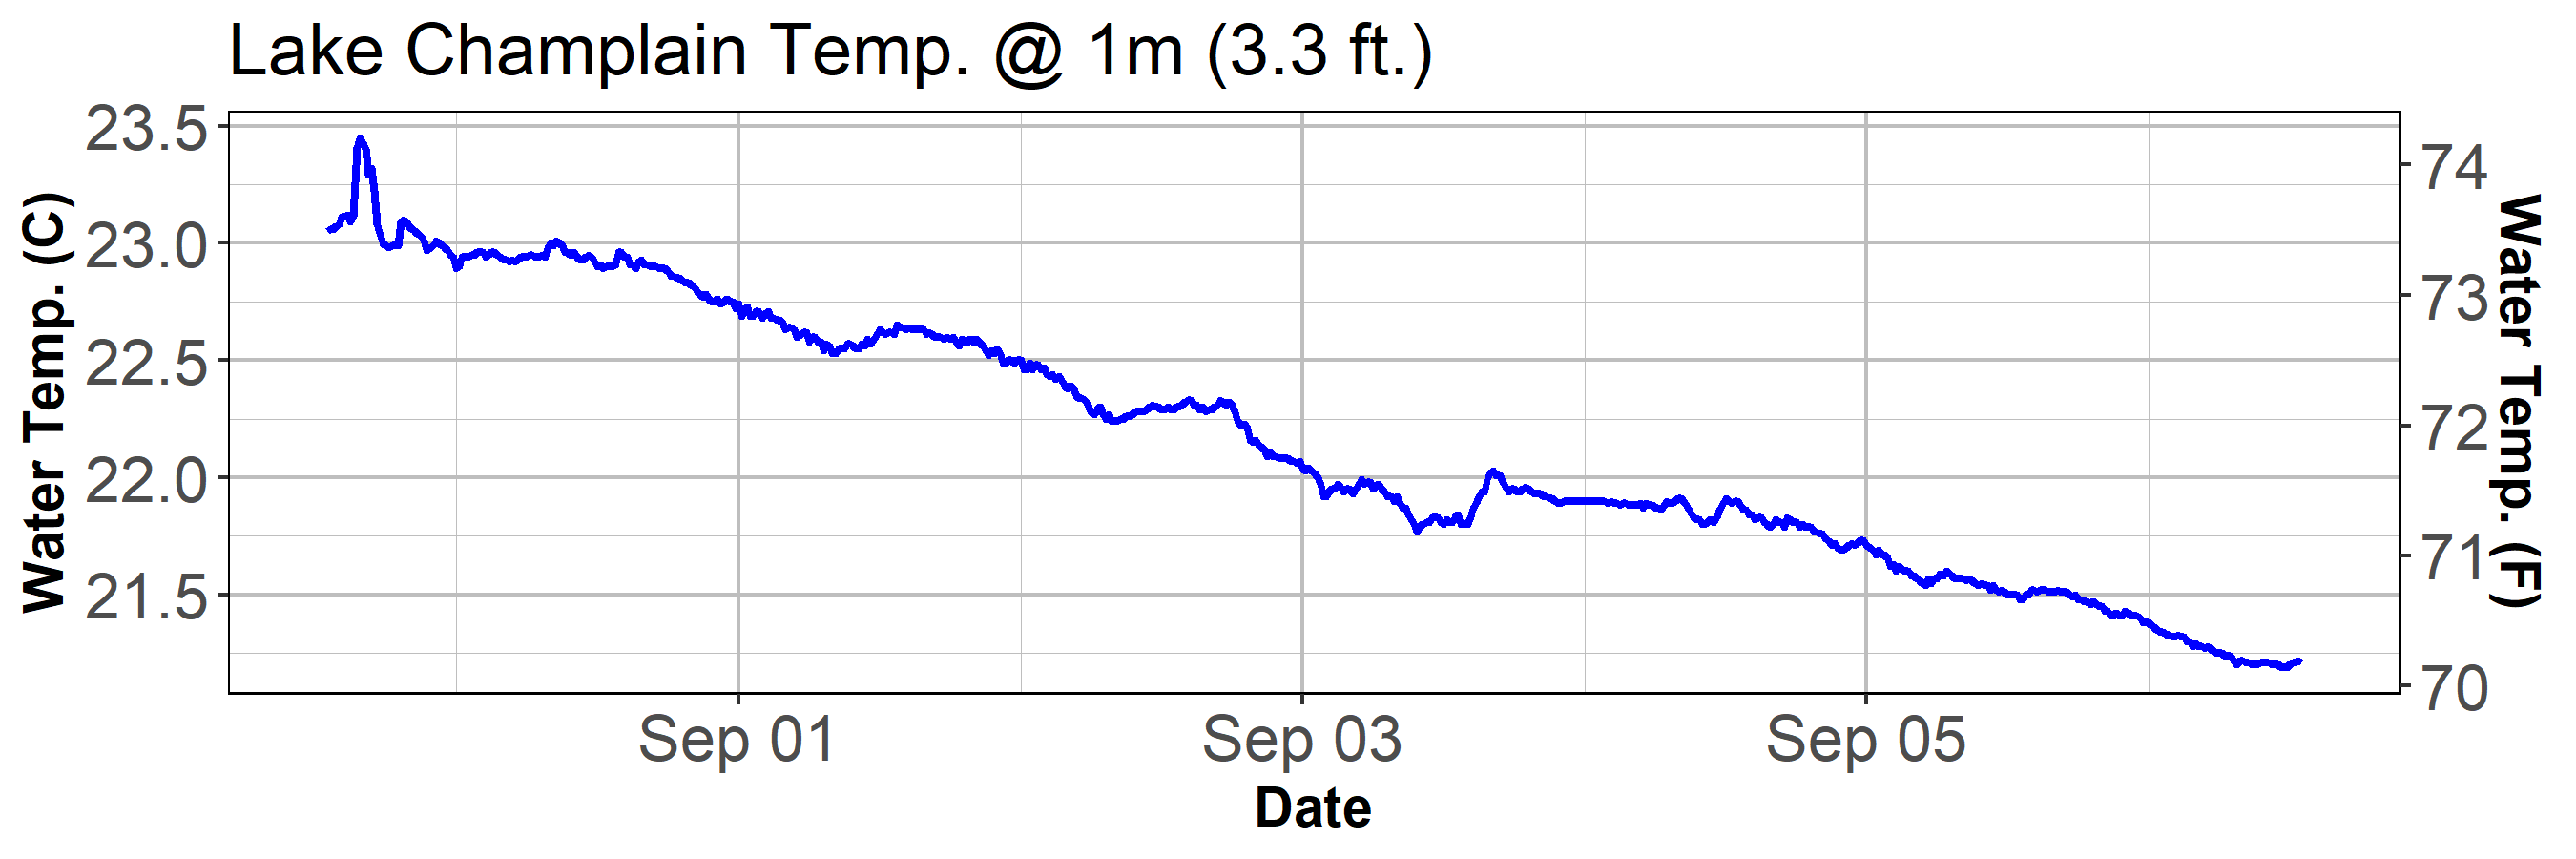 Lake Champlain Temp. @ 1m (3.3 ft.)
Water Temp. (C)
23.5
23.0
22.5
22.0
21.5
74
73
72
71
70
Water Temp. (F)
Sep 01
Sep 03
Sep 05
Date